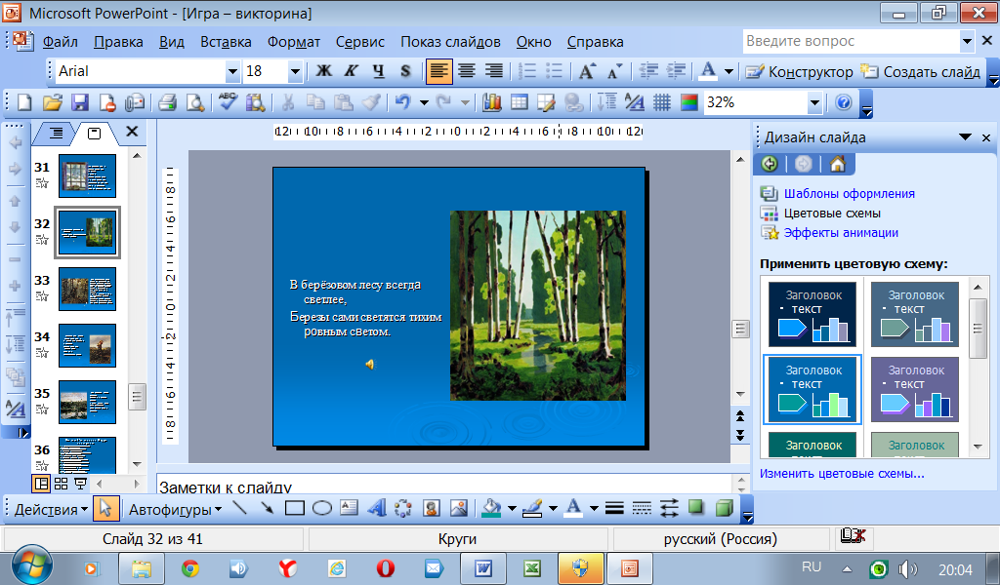 Microsoft PowerPoint - [Игра – викторина]
Файл Правка Вид Вставка Формат Сервис Показ слайдов Окно Справка Введите вопрос
Arial 18 Ж К Ч S Конструктор Создать слайд
32%
12 10 8 6 4 2 0 2 4 6 8 10 12
Дизайн слайда
31
32
33
34
35
36
8 6 4 2 0 2 4 6 8
В берёзовом лесу всегда
светлее,
Березы сами светятся тихим
ровным светом.
Шаблоны оформления
Цветовые схемы
Эффекты анимации
Применить цветовую схему:
Заголовок Заголовок
• текст • текст
Заголовок Заголовок
• текст • текст
Заголовок Заголовок
Изменить цветовые схемы...
Заметки к слайду
Действия Автофигуры
Слайд 32 из 41 Круги русский (Россия)
RU 20:04